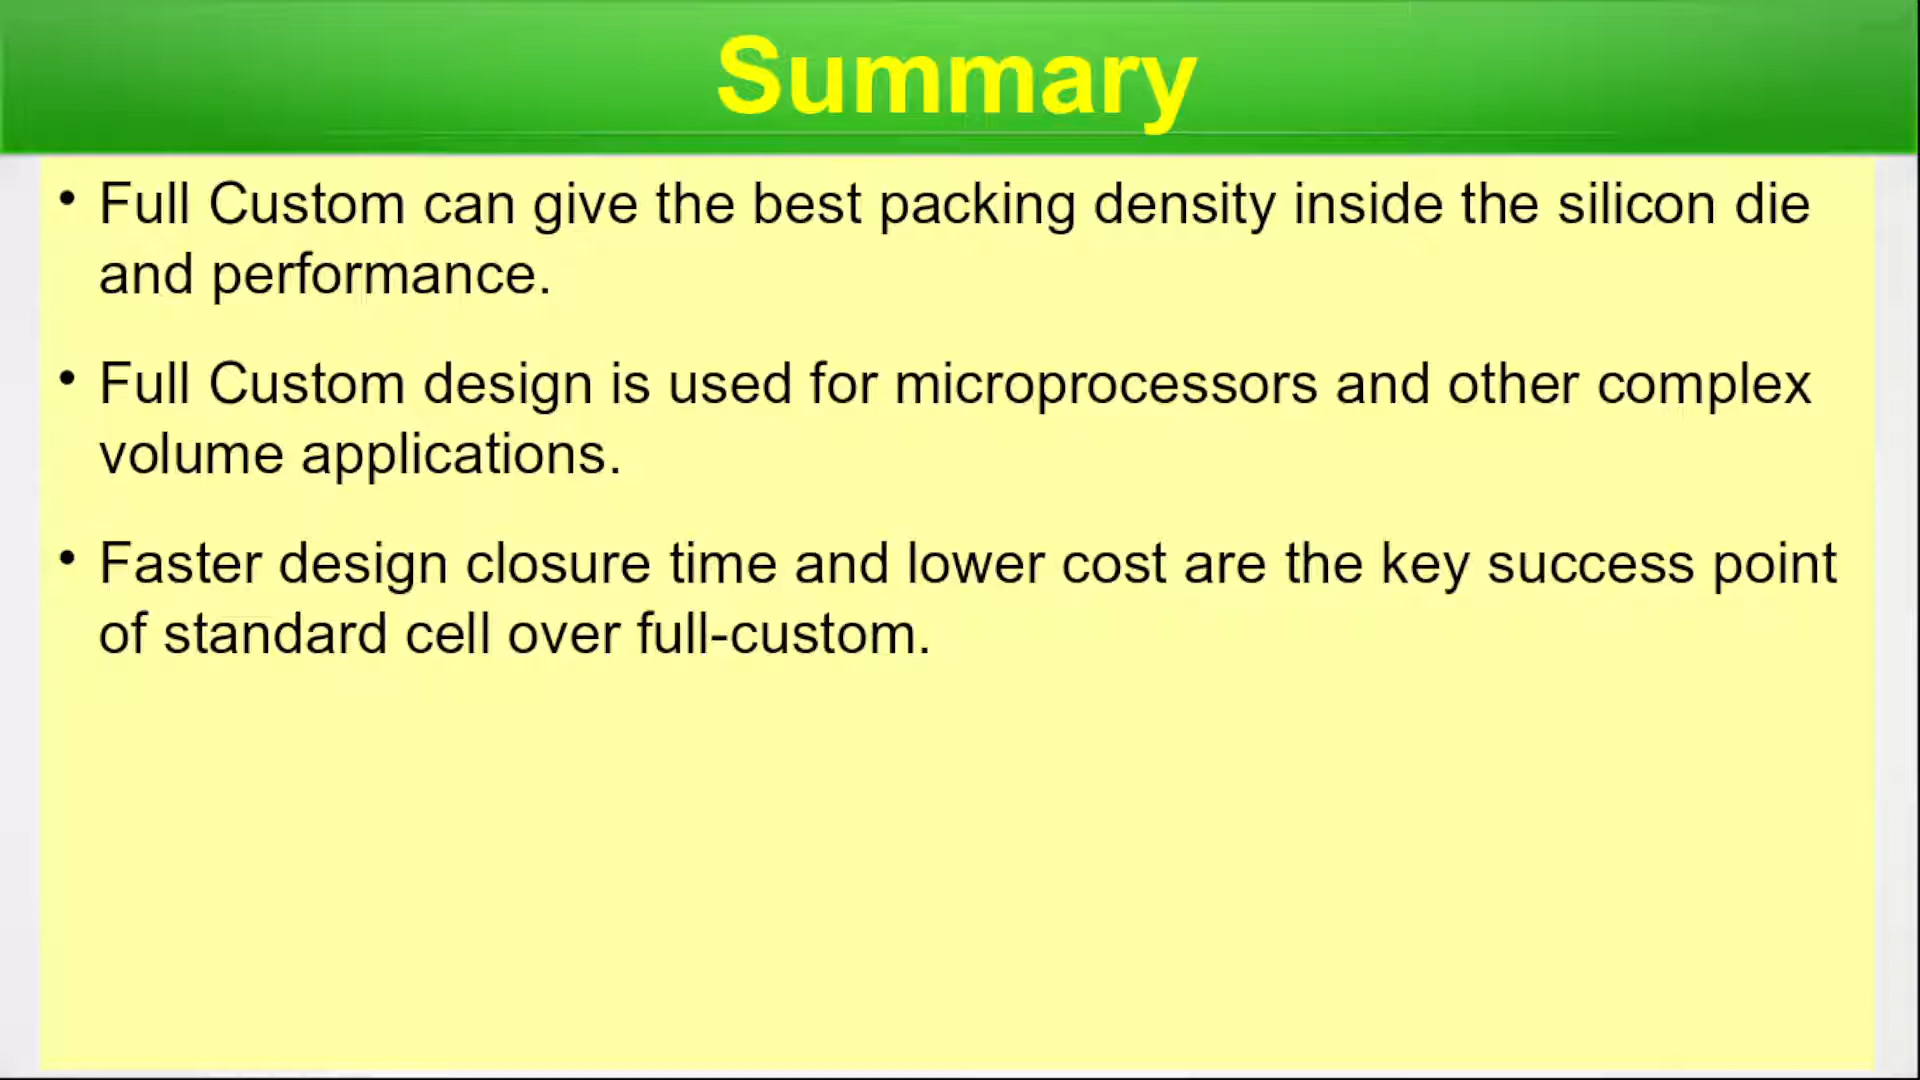 Summary
• Full Custom can give the best packing density inside the silicon die
and performance.
• Full Custom design is used for microprocessors and other complex
volume applications.
• Faster design closure time and lower cost are the key success point
of standard cell over full-custom.